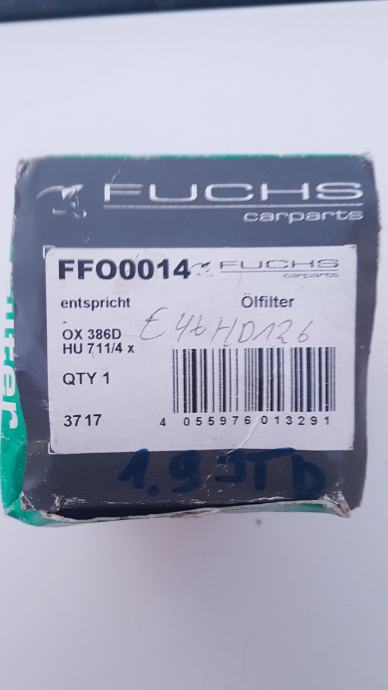 FUCHS
carparts
FFO0014 FUCHS
carparts
entspricht Ölfilter
-
OX 386D
E46HD126
HU 711/4 x
QTY 1
3717
4 055976 013291
1.9 JTD